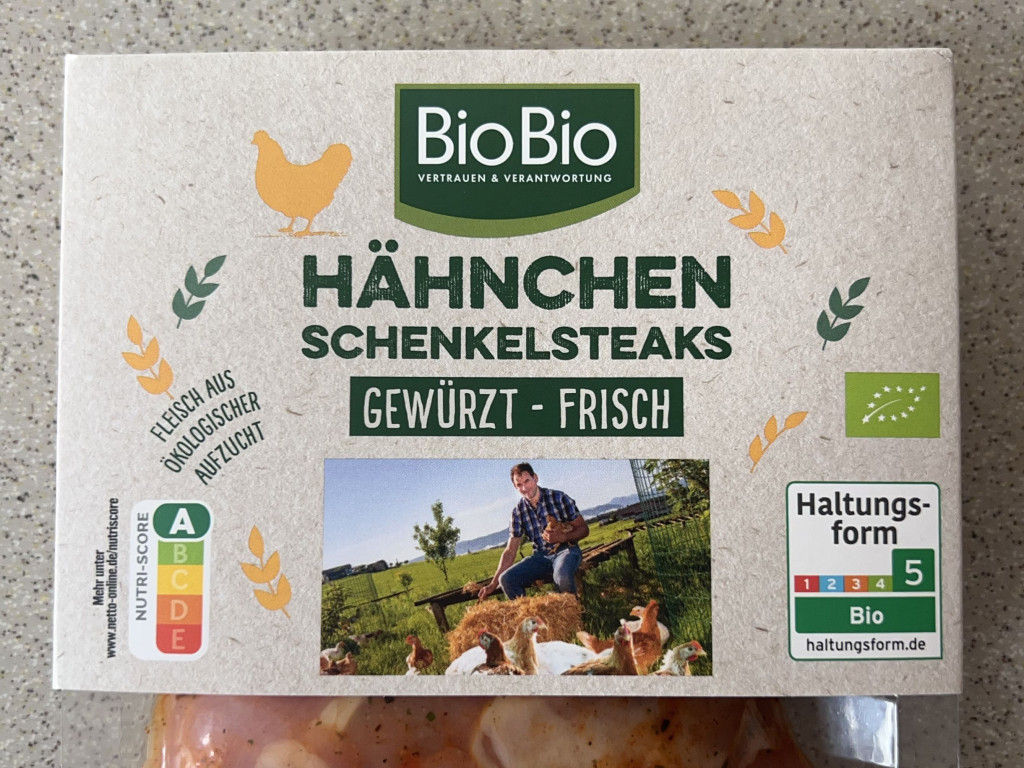 BioBio
VERTRAUEN & VERANTWORTUNG
HÄHNCHEN
SCHENKELSTEAKS
GEWÜRZT - FRISCH
FLEISCH AUS
ÖKOLOGISCHER
AUFZUCHT
Mehr unter
www.netto-online.de/nutriscore
NUTRI-SCORE
A
B
C
D
E
Haltungs-
form
1 2 3 4 5
Bio
haltungsform.de